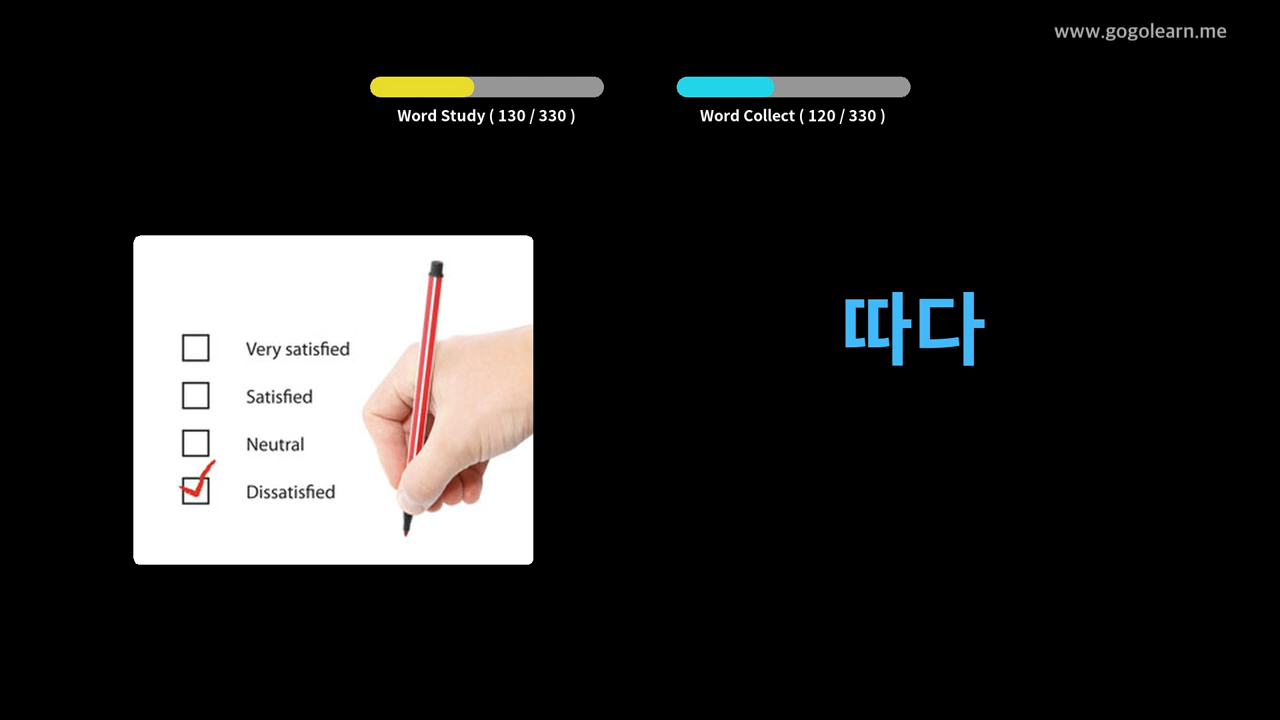 www.gogolearn.me
Word Study ( 130 / 330 )
Word Collect ( 120 / 330 )
Very satisfied
Satisfied
Neutral
Dissatisfied
따다